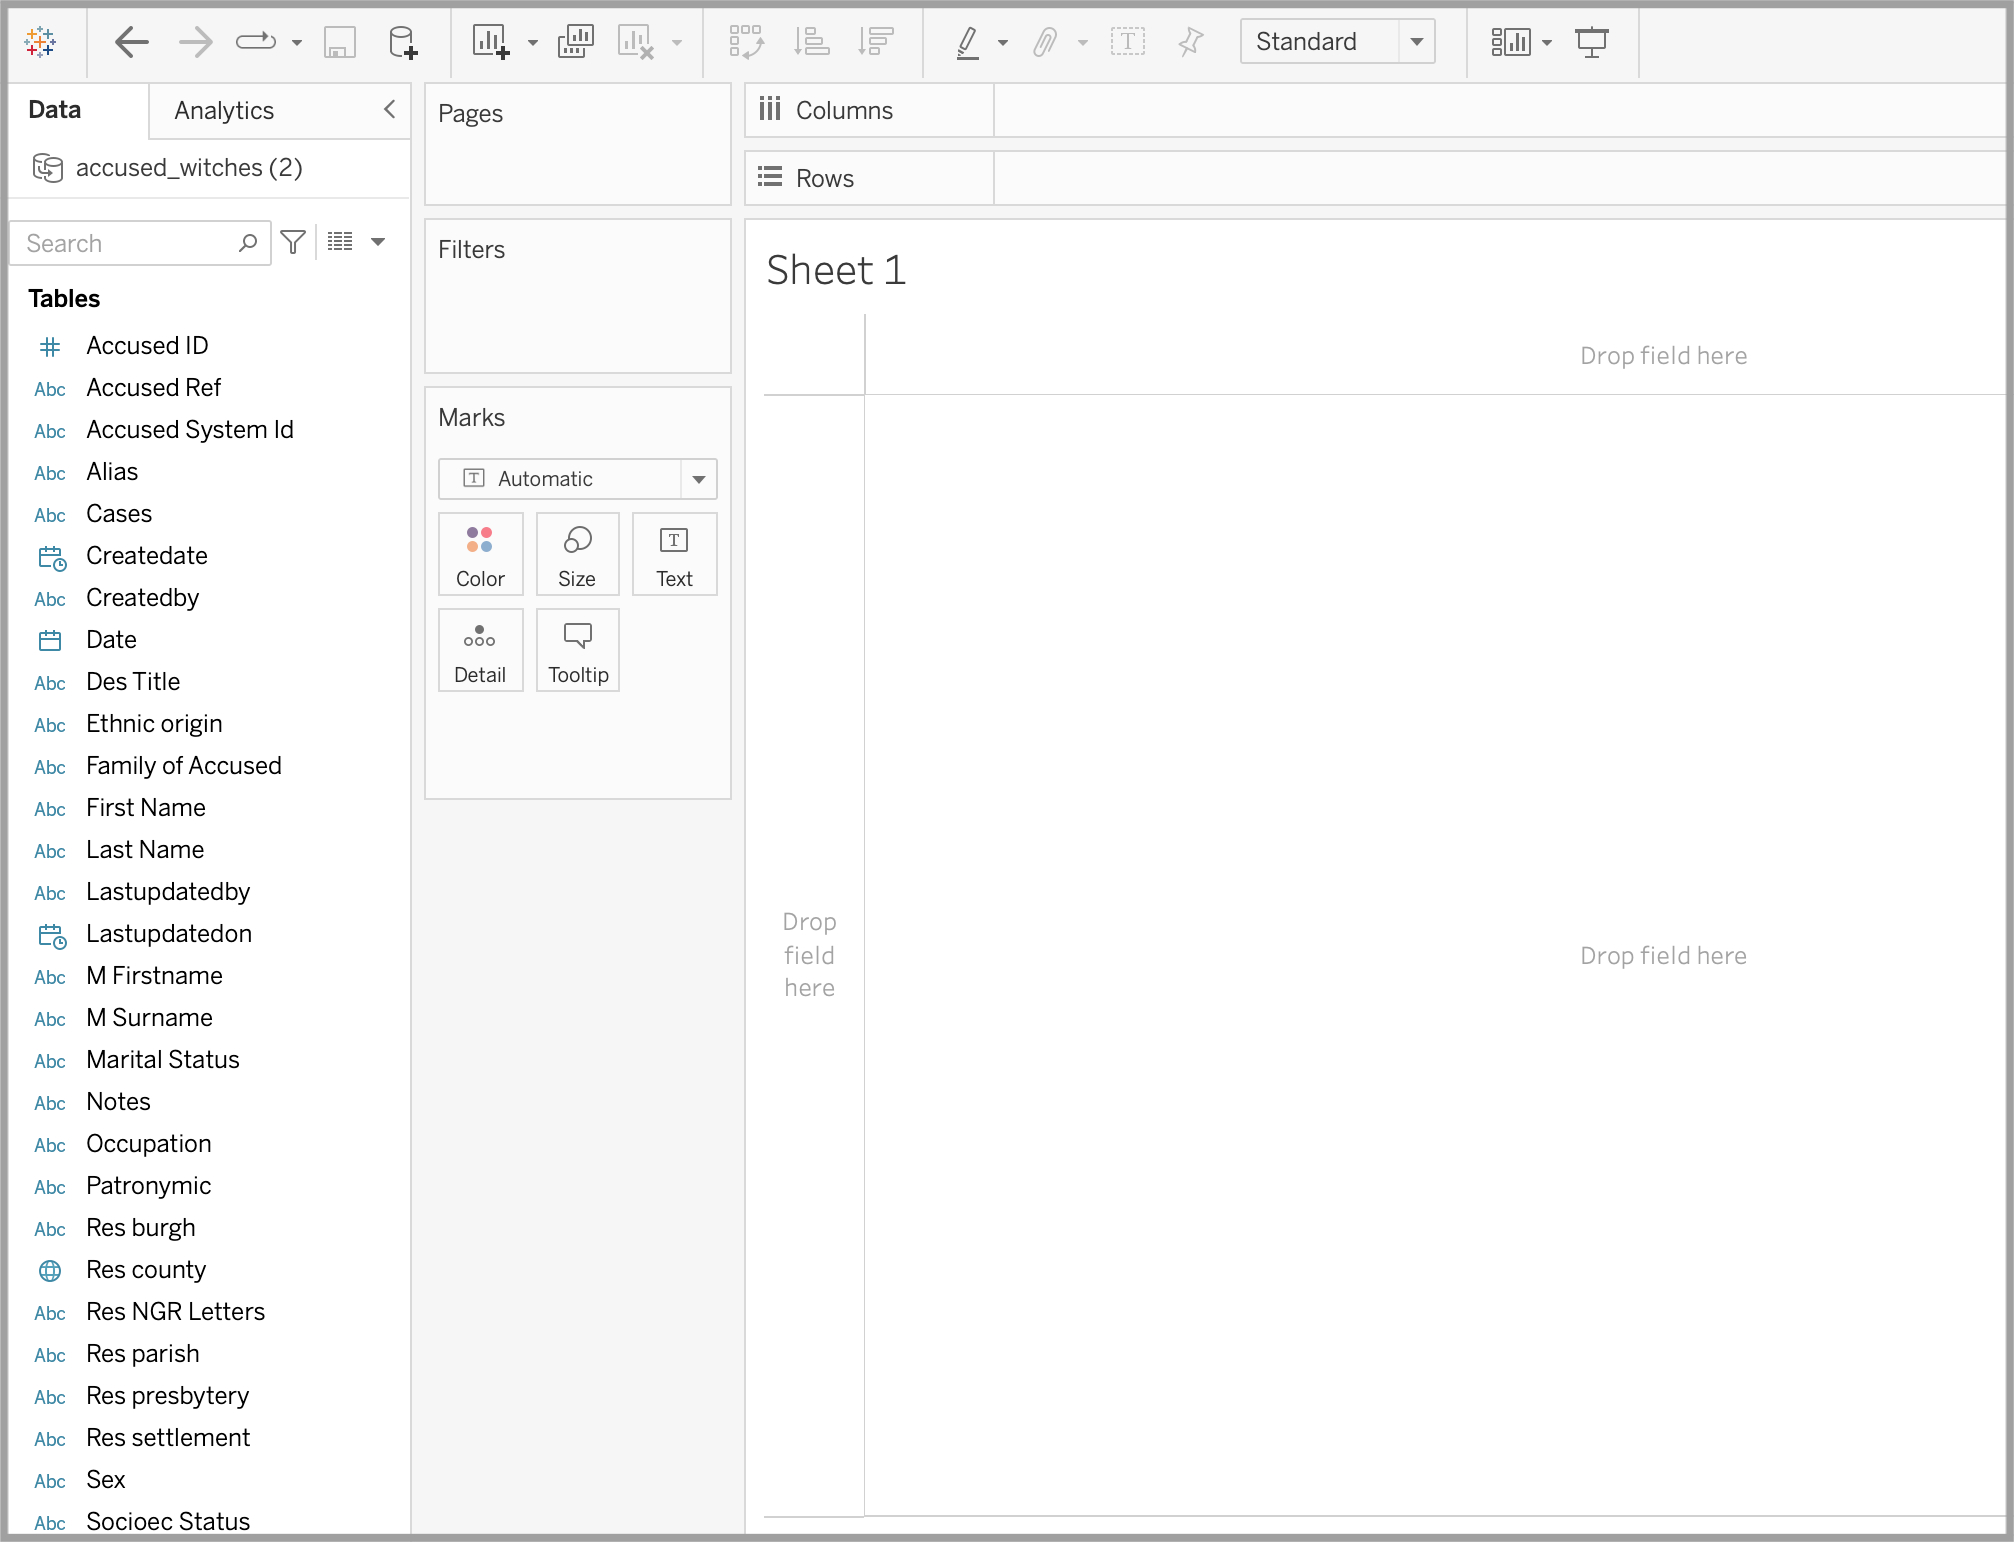 Standard
Data
Analytics
accused_witches (2)
Search
Tables
Accused ID
Abc Accused Ref
Abc Accused System Id
Abc Alias
Abc Cases
Createdate
Abc Createdby
Date
Abc Des Title
Abc Ethnic origin
Abc Family of Accused
Abc First Name
Abc Last Name
Abc Lastupdatedby
Lastupdatedon
Abc M Firstname
Abc M Surname
Abc Marital Status
Abc Notes
Abc Occupation
Abc Patronymic
Abc Res burgh
Res county
Abc Res NGR Letters
Abc Res parish
Abc Res presbytery
Abc Res settlement
Abc Sex
Abc Socioec Status
Pages
Filters
Marks
Automatic
Color
Size
Text
Detail
Tooltip
Columns
Rows
Sheet 1
Drop field here
Drop
field
here
Drop field here